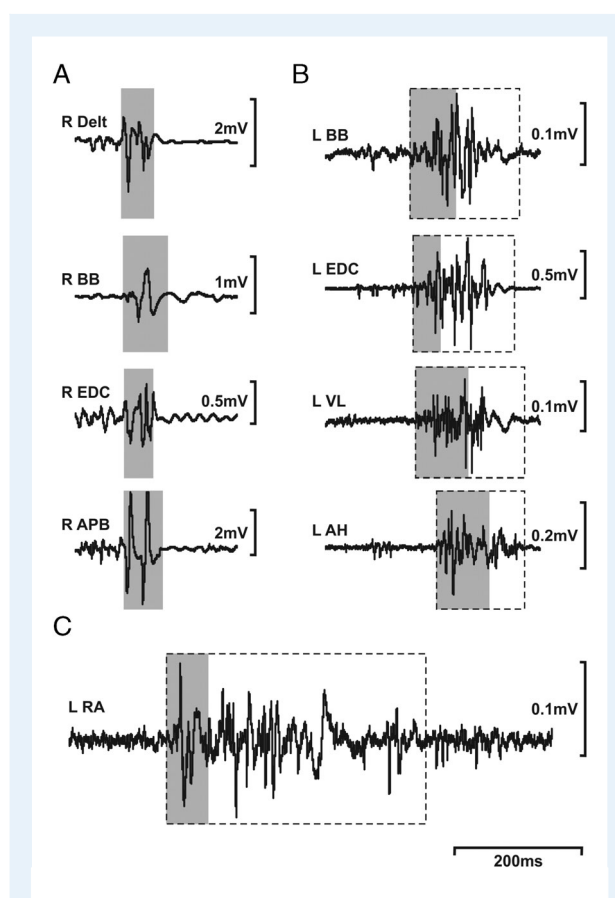 A
B
R Delt
2mV
L BB
0.1mV
R BB
1mV
L EDC
0.5mV
R EDC
0.5mV
L VL
0.1mV
R APB
2mV
L AH
0.2mV
C
L RA
0.1mV
200ms